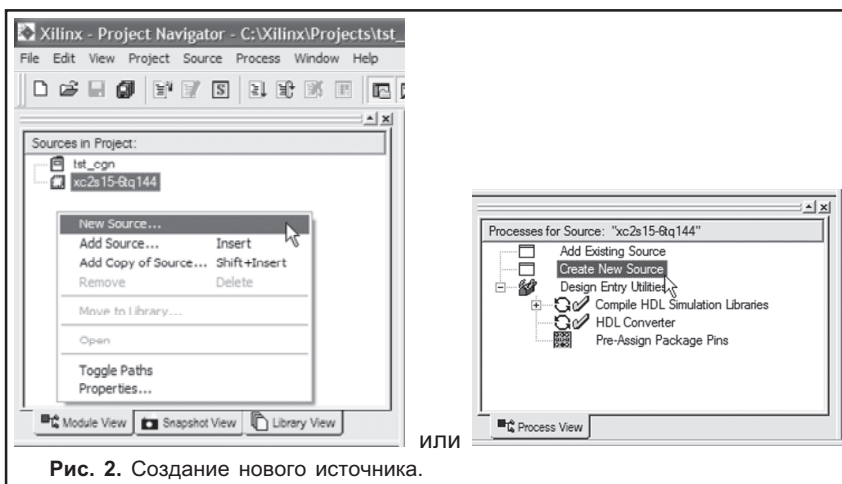 Xilinx - Project Navigator - C:\Xilinx\Projects\tst_
File Edit View Project Source Process Window Help
Sources in Project:
tst_cgn
xc2s15-6tq144
New Source...
Add Source... Insert
Add Copy of Source... Shift+Insert
Remove Delete
Move to Library...
Open
Toggle Paths
Properties...
Module View Snapshot View Library View
или
Processes for Source: "xc2s15-6tq144"
Add Existing Source
Create New Source
Design Entry Utilities
Compile HDL Simulation Libraries
HDL Converter
Pre-Assign Package Pins
Process View
Рис. 2. Создание нового источника.